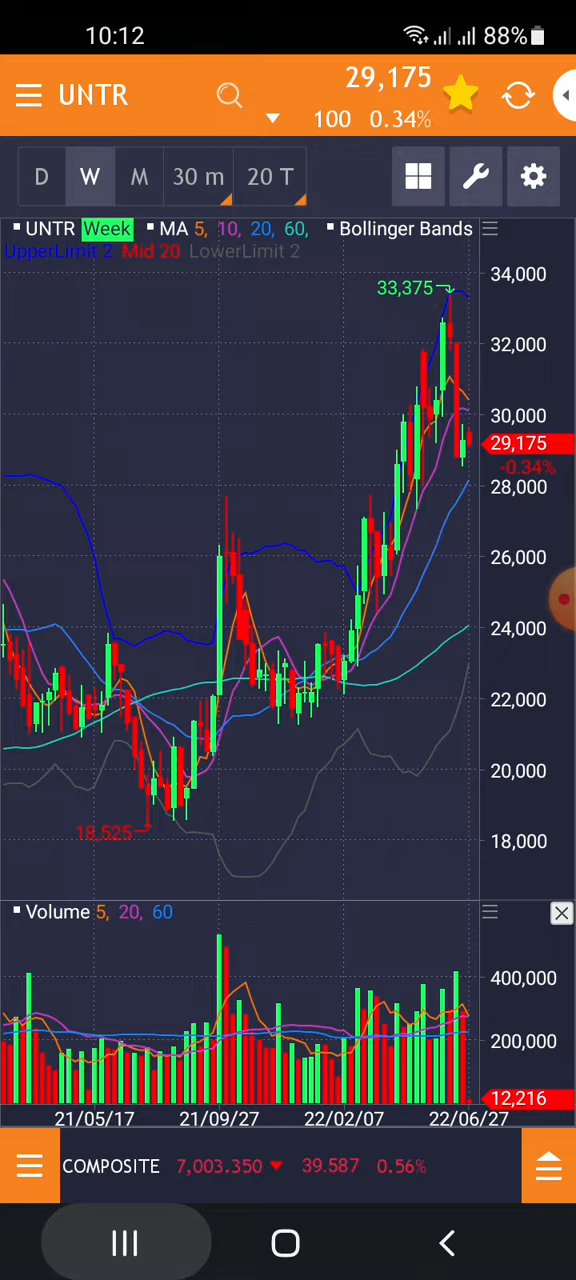 10:12 88%
UNTR 29,175
100 0.34%
D W M 30 m 20 T
UNTR Week MA 5, 10, 20, 60, Bollinger Bands
UpperLimit 2 Mid 20 LowerLimit 2
34,000
33,375
32,000
30,000
29,175
-0.34%
28,000
26,000
24,000
22,000
20,000
18,525
18,000
Volume 5, 20, 60
400,000
200,000
12,216
21/05/17 21/09/27 22/02/07 22/06/27
COMPOSITE 7,003.350 39.587 0.56%